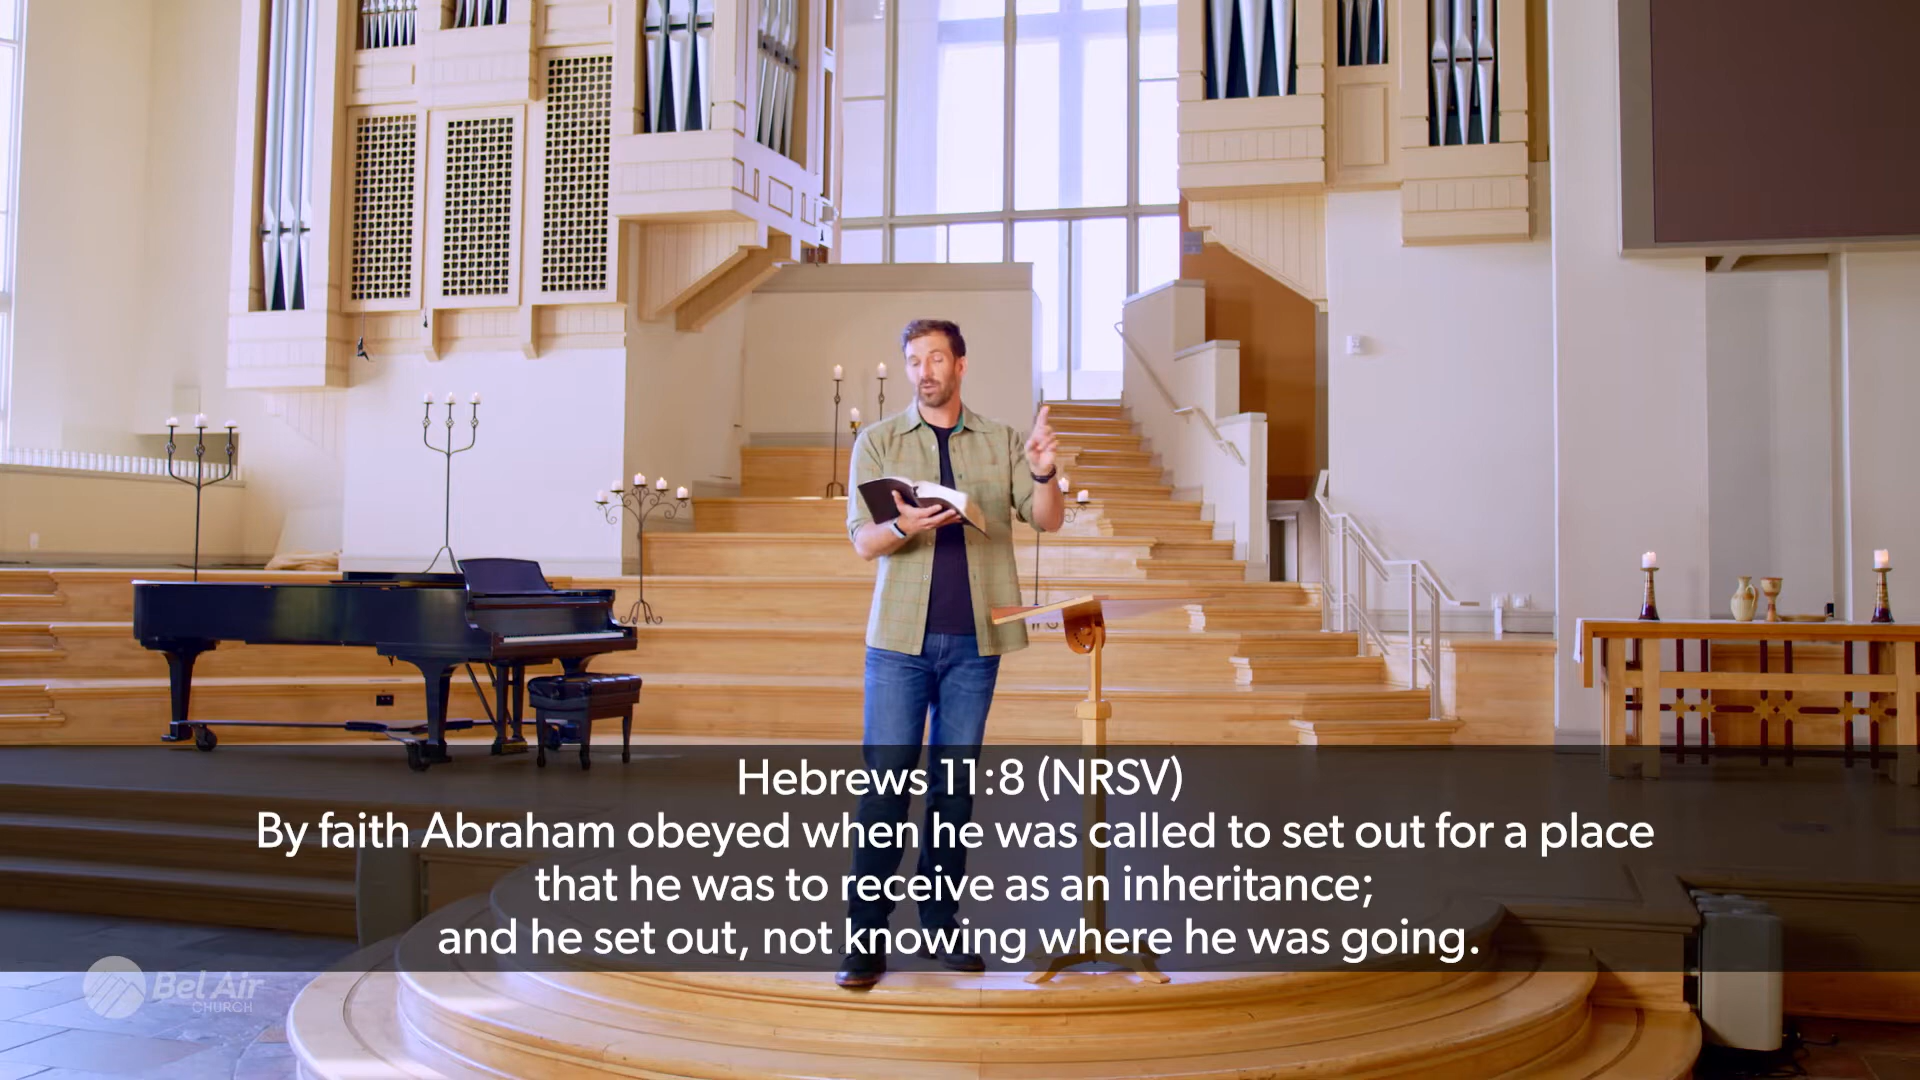 Hebrews 11:8 (NRSV)
By faith Abraham obeyed when he was called to set out for a place
that he was to receive as an inheritance;
and he set out, not knowing where he was going.
Bel Air
CHURCH